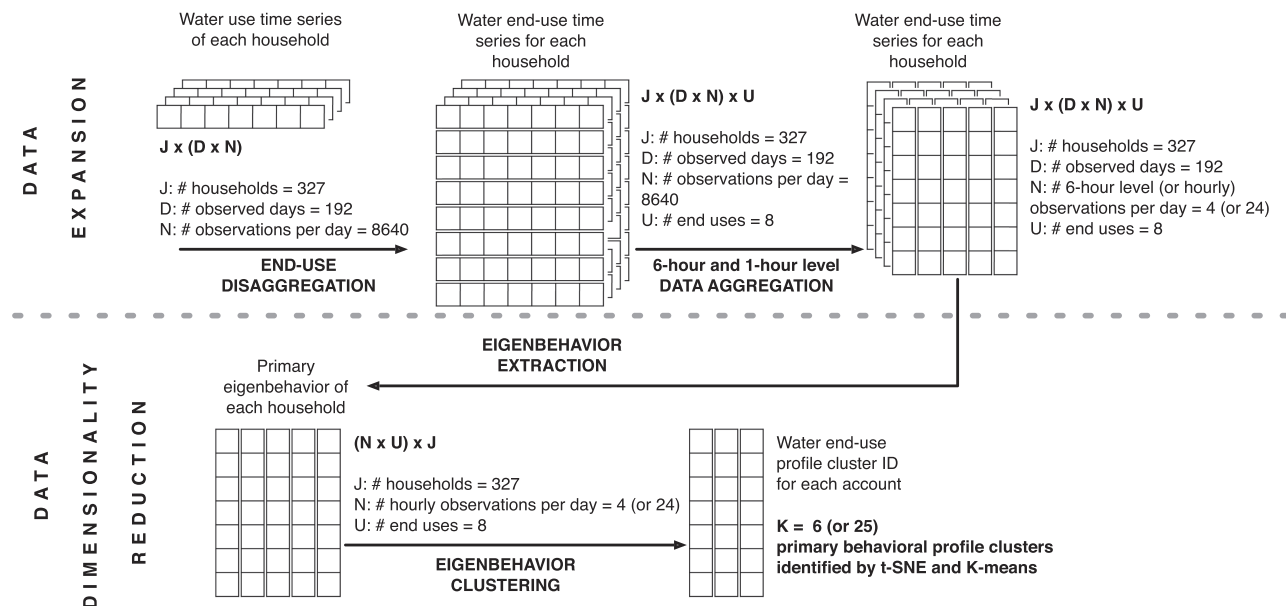 DATA
EXPANSION
Water use time series
of each household
J x (D x N)
J: # households = 327
D: # observed days = 192
N: # observations per day = 8640
END-USE
DISAGGREGATION
Water end-use time
series for each
household
J x (D x N) x U
J: # households = 327
D: # observed days = 192
N: # observations per day =
8640
U: # end uses = 8
6-hour and 1-hour level
DATA AGGREGATION
Water end-use time
series for each
household
J x (D x N) x U
J: # households = 327
D: # observed days = 192
N: # 6-hour level (or hourly)
observations per day = 4 (or 24)
U: # end uses = 8
EIGENBEHAVIOR
EXTRACTION
DATA
DIMENSIONALITY
REDUCTION
Primary
eigenbehavior of
each household
(N x U) x J
J: # households = 327
N: # hourly observations per day = 4 (or 24)
U: # end uses = 8
EIGENBEHAVIOR
CLUSTERING
Water end-use
profile cluster ID
for each account
K = 6 (or 25)
primary behavioral profile clusters
identified by t-SNE and K-means